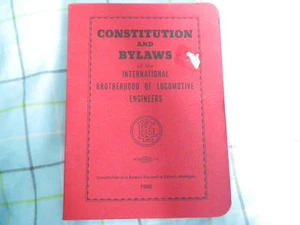 CONSTITUTION
AND
BYLAWS
of the
INTERNATIONAL
BROTHERHOOD OF LOCOMOTIVE
ENGINEERS